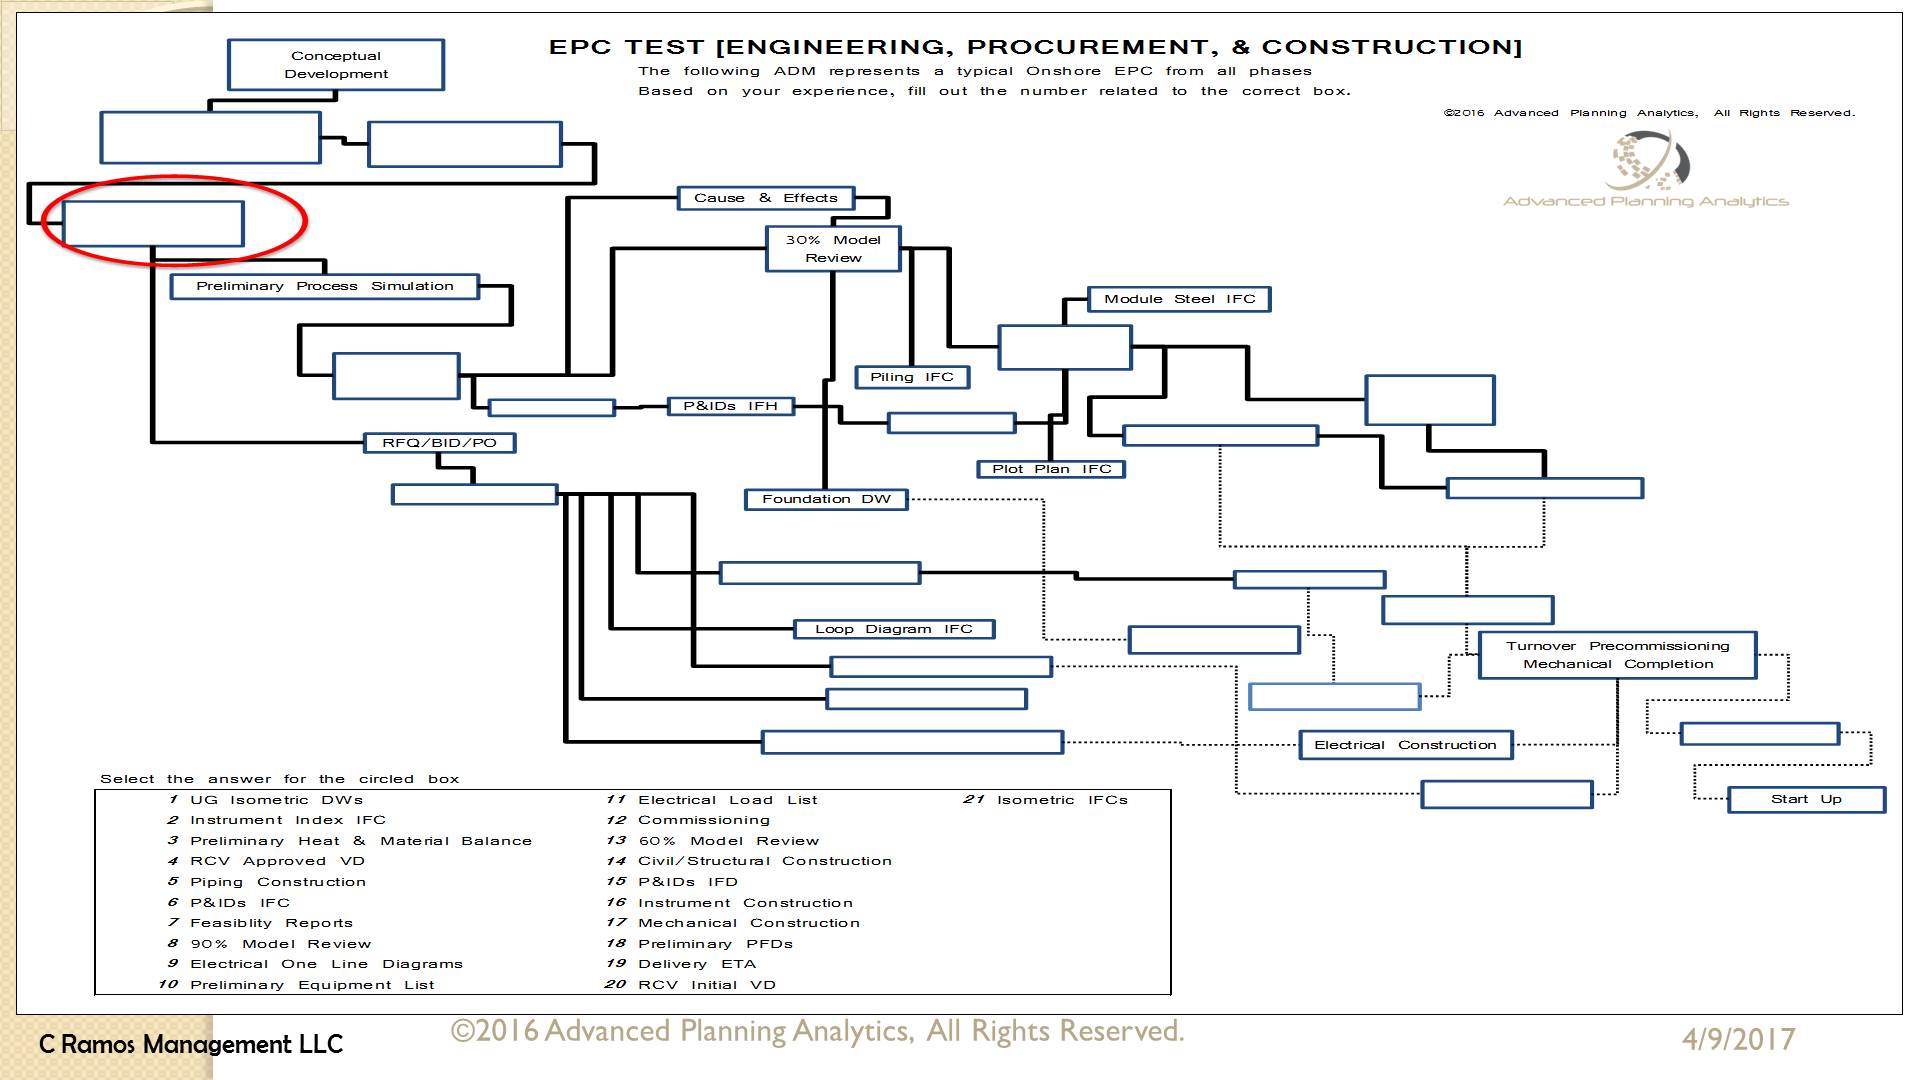 EPC TEST [ENGINEERING, PROCUREMENT, & CONSTRUCTION]
The following ADM represents a typical Onshore EPC from all phases
Based on your experience, fill out the number related to the correct box.
©2016 Advanced Planning Analytics, All Rights Reserved.
Advanced Planning Analytics
Conceptual
Development
Cause & Effects
30% Model
Review
Preliminary Process Simulation
Module Steel IFC
Piling IFC
P&IDs IFH
RFQ/BID/PO
Plot Plan IFC
Foundation DW
Loop Diagram IFC
Turnover Precommissioning
Mechanical Completion
Electrical Construction
Start Up
Select the answer for the circled box
1 UG Isometric DWs
2 Instrument Index IFC
3 Preliminary Heat & Material Balance
4 RCV Approved VD
5 Piping Construction
6 P&IDs IFC
7 Feasiblity Reports
8 90% Model Review
9 Electrical One Line Diagrams
10 Preliminary Equipment List
11 Electrical Load List
12 Commissioning
13 60% Model Review
14 Civil/Structural Construction
15 P&IDs IFD
16 Instrument Construction
17 Mechanical Construction
18 Preliminary PFDs
19 Delivery ETA
20 RCV Initial VD
21 Isometric IFCs
C Ramos Management LLC
©2016 Advanced Planning Analytics, All Rights Reserved.
4/9/2017